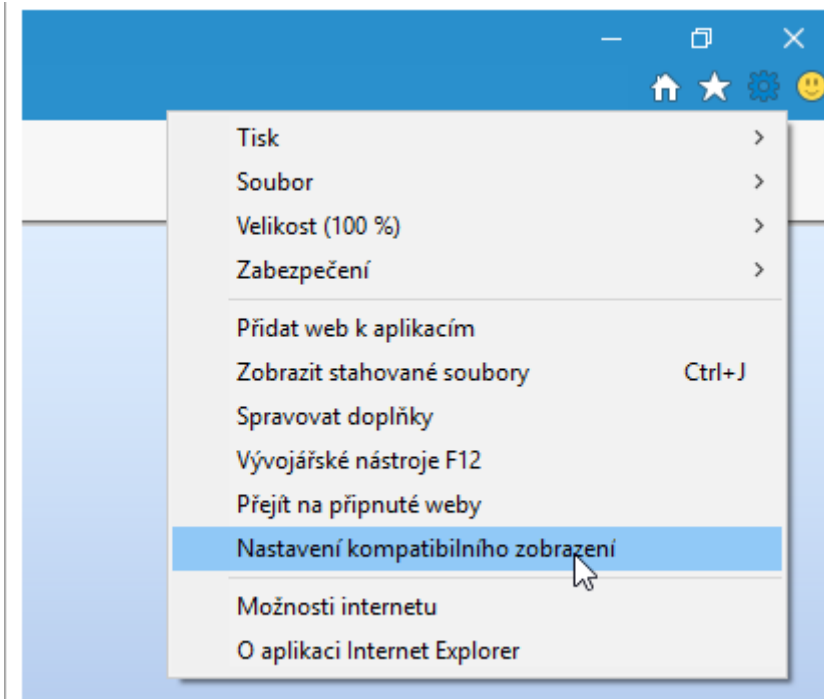 Tisk
Soubor
Velikost (100 %)
Zabezpečení
Přidat web k aplikacím
Zobrazit stahované soubory Ctrl+J
Spravovat doplňky
Vývojářské nástroje F12
Přejít na připnuté weby
Nastavení kompatibilního zobrazení
Možnosti internetu
O aplikaci Internet Explorer